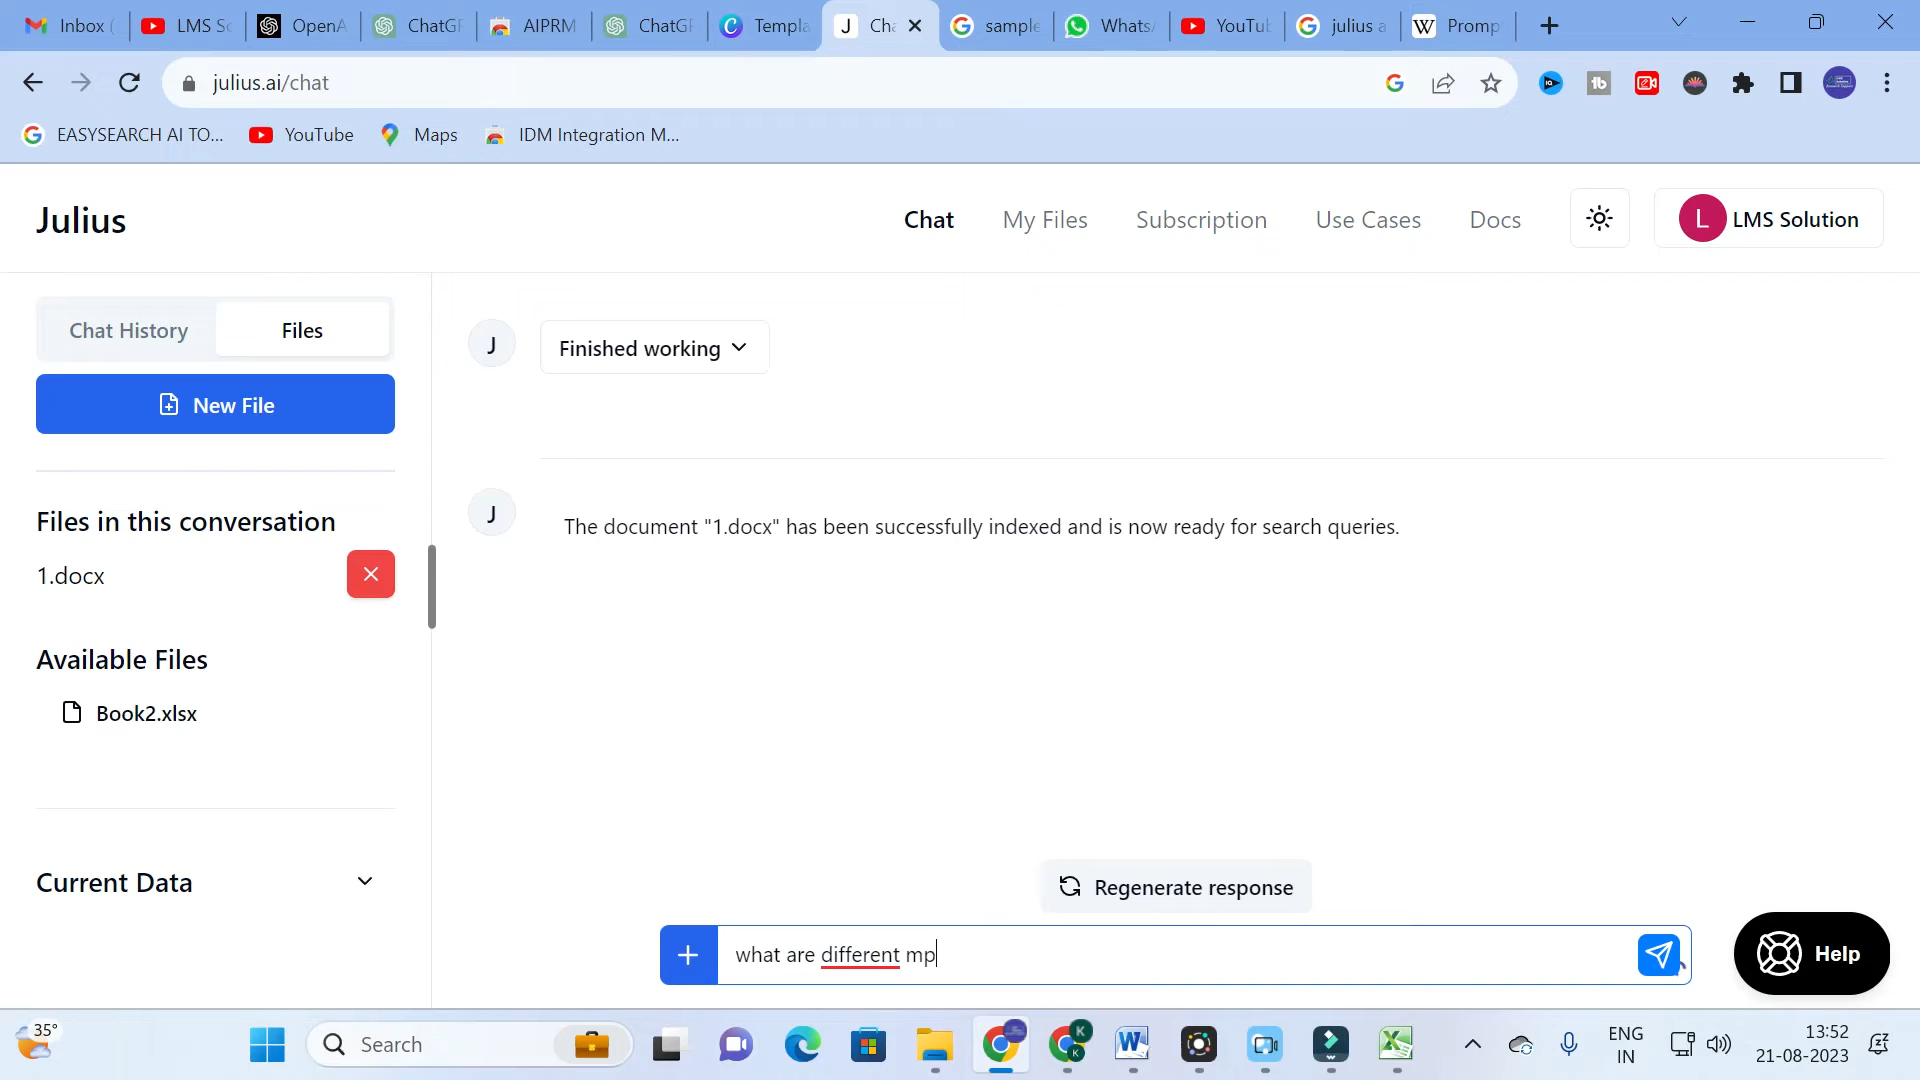 Inbox (
LMS Sc
OpenA
ChatGF
AIPRM
ChatGF
Templa
Cha
sample
Whats
YouTub
julius a
Promp
julius.ai/chat
EASYSEARCH AI TO...
YouTube
Maps
IDM Integration M...
Julius
Chat
My Files
Subscription
Use Cases
Docs
L LMS Solution
Chat History
Files
New File
J Finished working
Files in this conversation
J The document "1.docx" has been successfully indexed and is now ready for search queries.
1.docx
Available Files
Book2.xlsx
Current Data
Regenerate response
what are different mp
Help
35°
Search
ENG
IN
13:52
21-08-2023